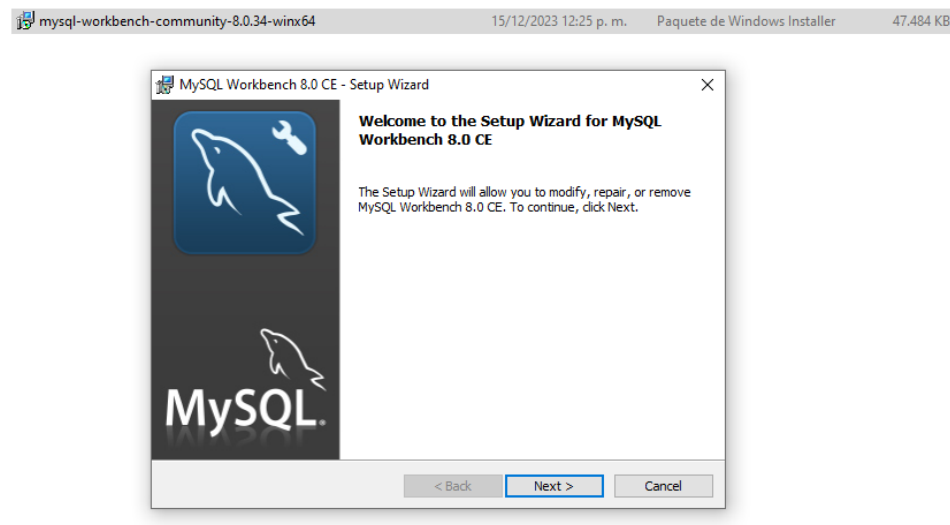 mysql-workbench-community-8.0.34-winx64 15/12/2023 12:25 p. m. Paquete de Windows Installer 47.484 KB
MySQL Workbench 8.0 CE - Setup Wizard
Welcome to the Setup Wizard for MySQL
Workbench 8.0 CE
The Setup Wizard will allow you to modify, repair, or remove
MySQL Workbench 8.0 CE. To continue, click Next.
MySQL.
< Back Next > Cancel